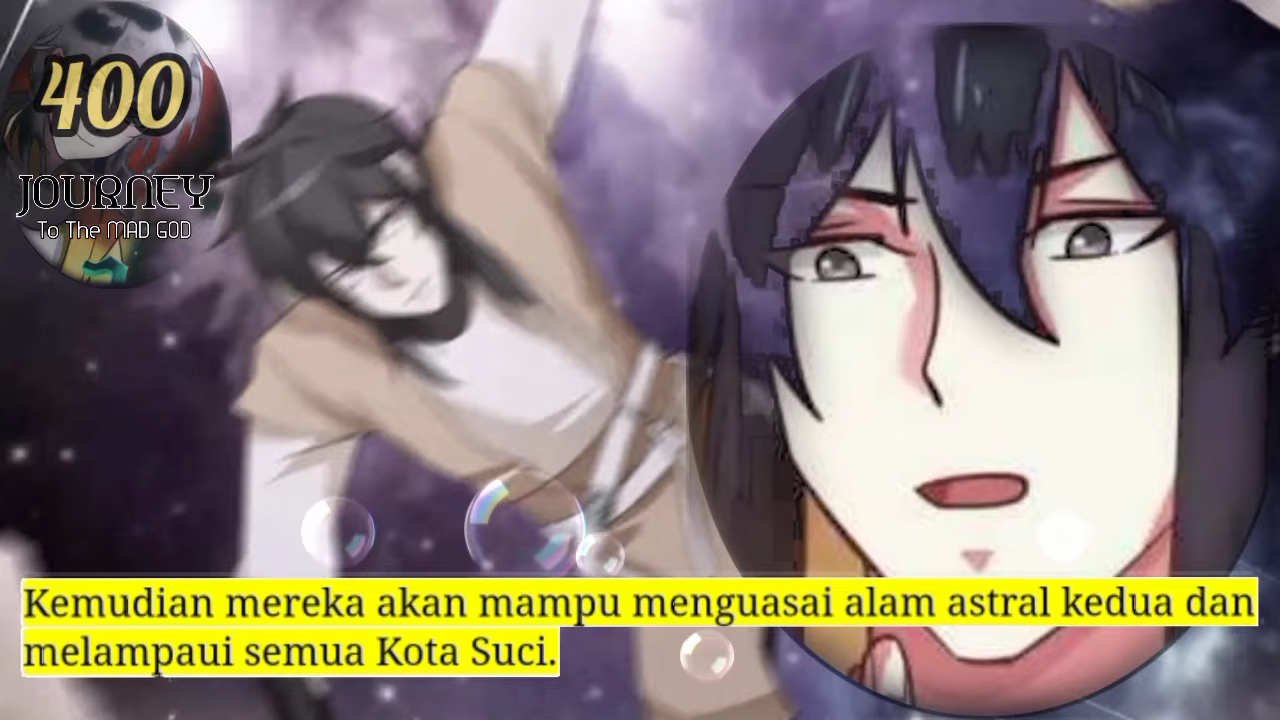 400
JOURNEY
To The MAD GOD
Kemudian mereka akan mampu menguasai alam astral kedua dan
melampaui semua Kota Suci.